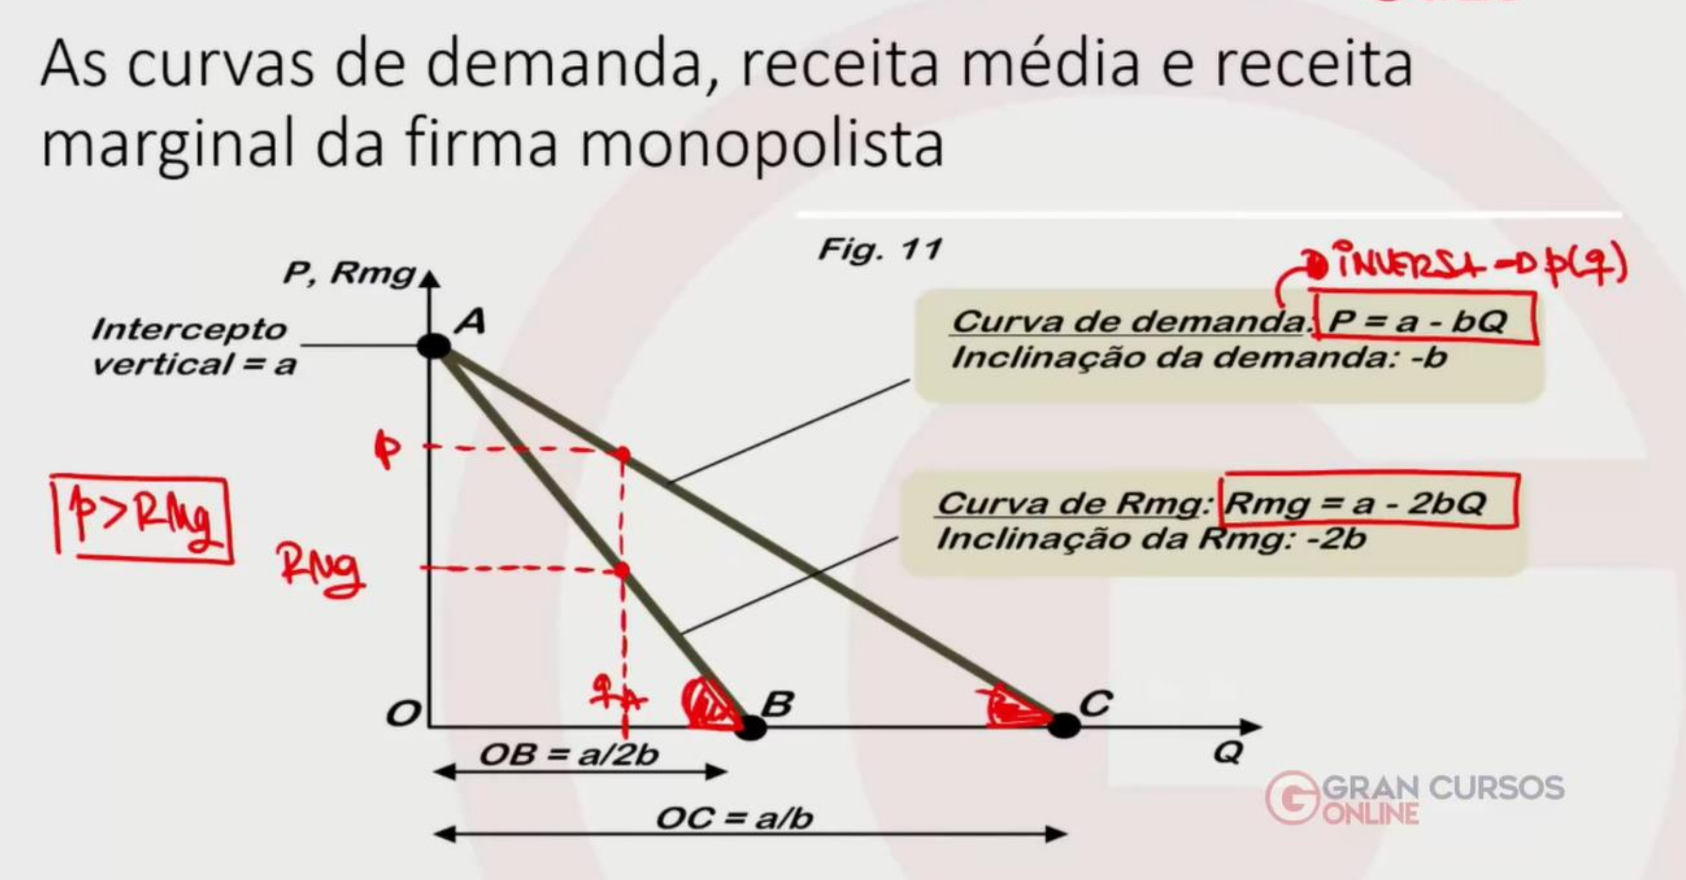 As curvas de demanda, receita média e receita
marginal da firma monopolista
Fig. 11
INVERSA p(q)
P, Rmg
A
Intercepto
vertical = a
Curva de demanda: P = a - bQ
Inclinação da demanda: -b
p
p > RMg
RMg
Curva de Rmg: Rmg = a - 2bQ
Inclinação da Rmg: -2b
O
B
C
Q
OB = a/2b
OC = a/b
GRAN CURSOS
ONLINE